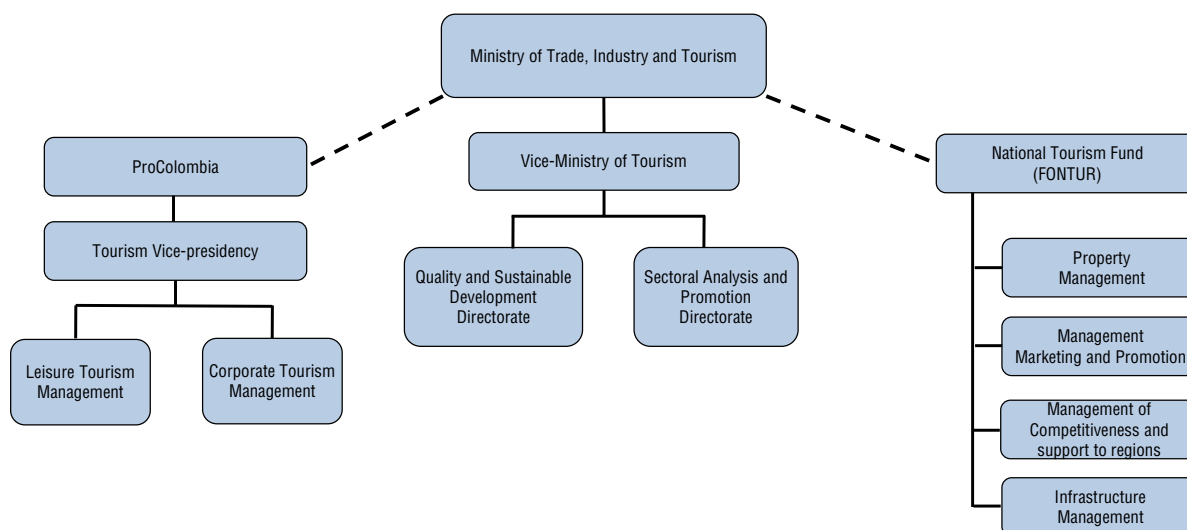 Ministry of Trade, Industry and Tourism
ProColombia
Vice-Ministry of Tourism
National Tourism Fund
(FONTUR)
Tourism Vice-presidency
Quality and Sustainable
Development
Directorate
Sectoral Analysis and
Promotion
Directorate
Property
Management
Leisure Tourism
Management
Corporate Tourism
Management
Management
Marketing and Promotion
Management of
Competitiveness and
support to regions
Infrastructure
Management